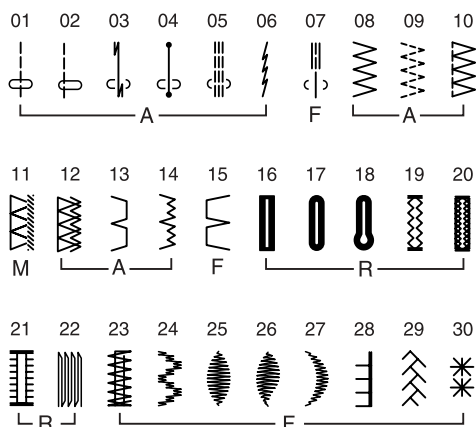 01 02 03 04 05 06 07 08 09 10
A F A
11 12 13 14 15 16 17 18 19 20
M A F R
21 22 23 24 25 26 27 28 29 30
R F